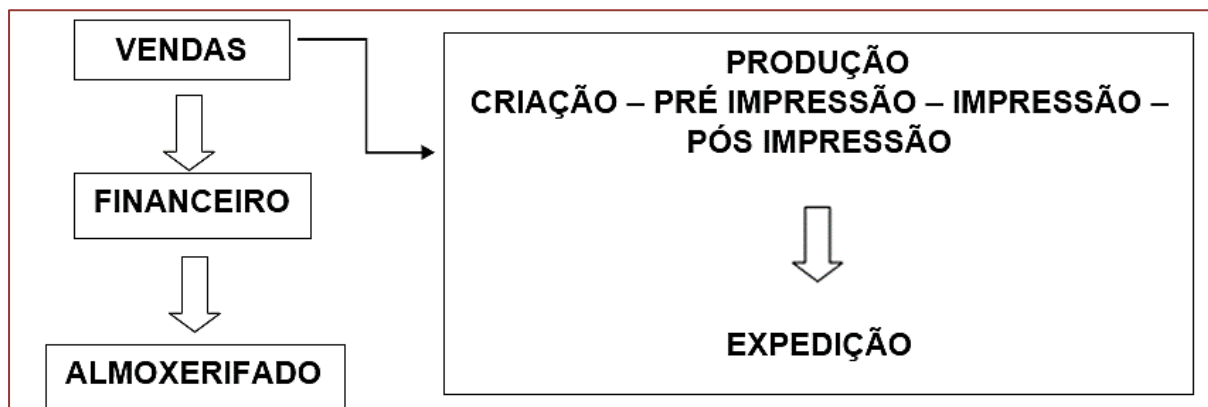 VENDAS
FINANCEIRO
ALMOXERIFADO
PRODUÇÃO
CRIAÇÃO – PRÉ IMPRESSÃO – IMPRESSÃO –
PÓS IMPRESSÃO
EXPEDIÇÃO